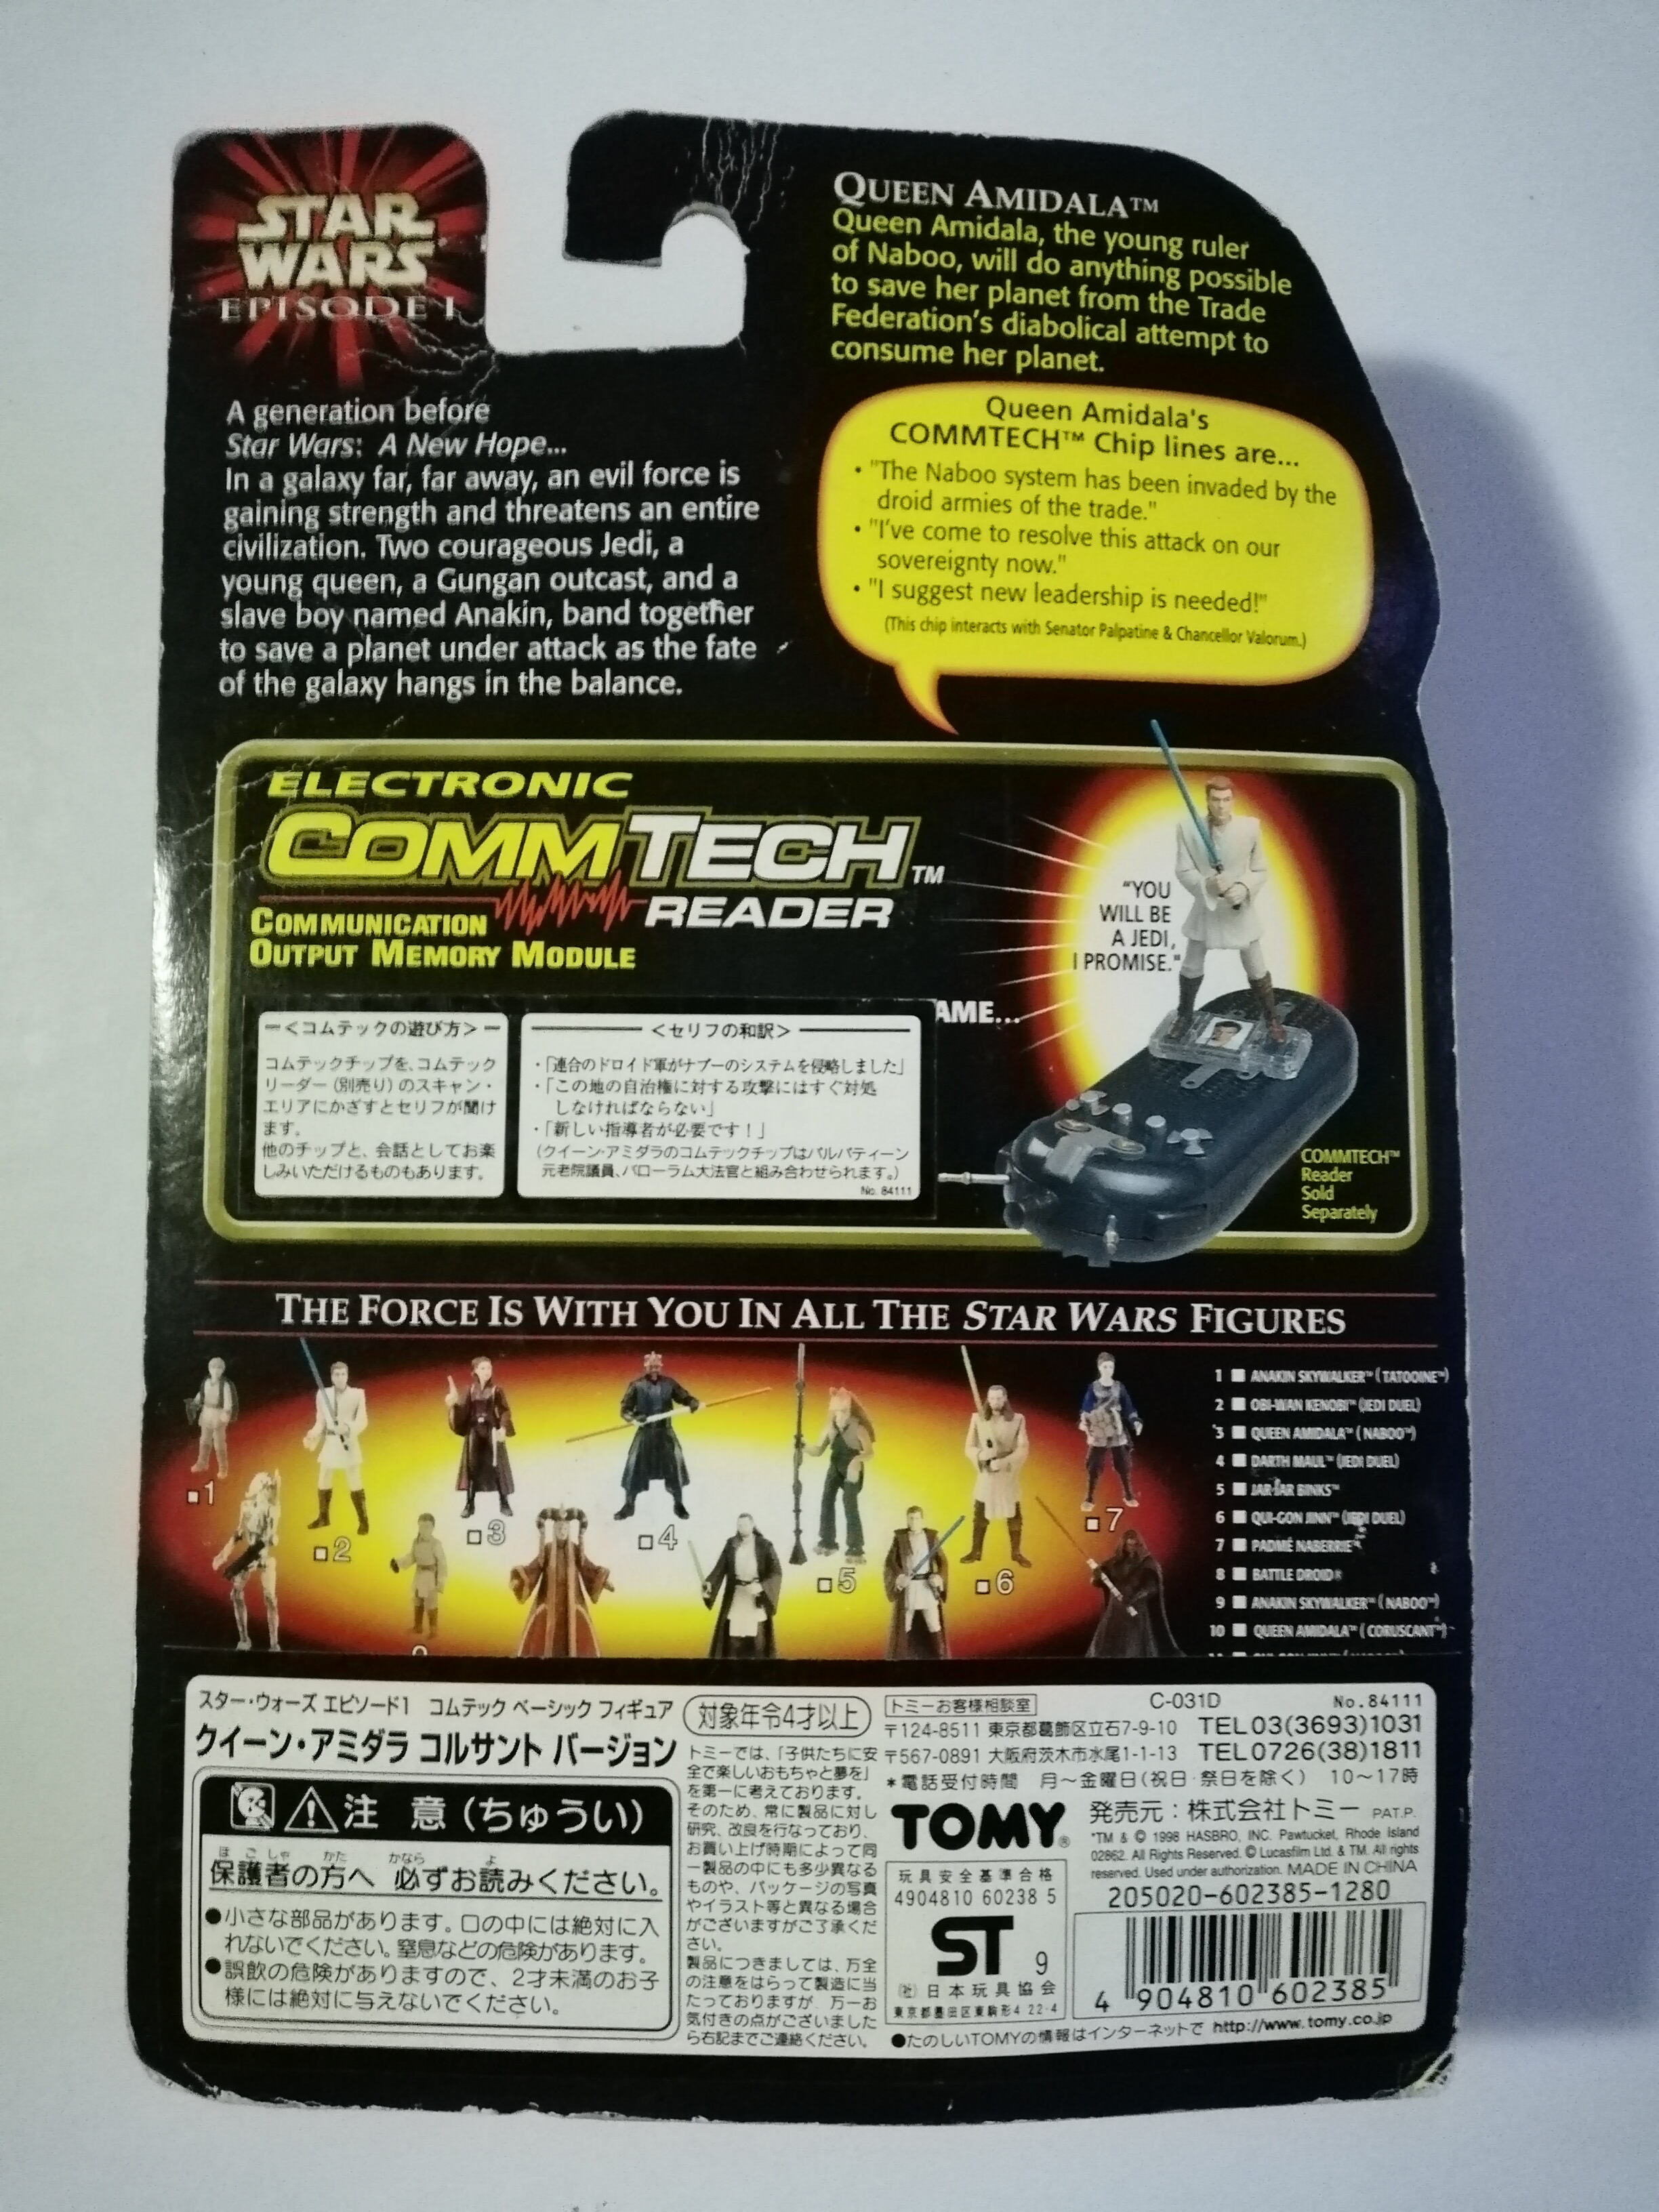 STAR
WARS
EPISODE I
QUEEN AMIDALA™
Queen Amidala, the young ruler
of Naboo, will do anything possible
to save her planet from the Trade
Federation's diabolical attempt to
consume her planet.
A generation before
Star Wars: A New Hope...
In a galaxy far, far away, an evil force is
gaining strength and threatens an entire
civilization. Two courageous Jedi, a
young queen, a Gungan outcast, and a
slave boy named Anakin, band together
to save a planet under attack as the fate
of the galaxy hangs in the balance.
Queen Amidala's
COMMTECH™ Chip lines are...
• "The Naboo system has been invaded by the
droid armies of the trade."
• "I've come to resolve this attack on our
sovereignty now."
• "I suggest new leadership is needed!"
(This chip interacts with Senator Palpatine & Chancellor Valorum.)
ELECTRONIC
COMMTECH™
READER
COMMUNICATION
OUTPUT MEMORY MODULE
"YOU
WILL BE
A JEDI,
I PROMISE."
AME...
<コムテックの遊び方>
コムテックチップを、コムテック
リーダー(別売り)のスキャン・
エリアにかざすとセリフが聞け
ます。
他のチップと、会話としてお楽
しみいただけるものもあります。
<セリフの和訳>
・「連合のドロイド軍がナブーのシステムを侵略しました」
・「この地の自治権に対する攻撃にはすぐ対処
しなければならない」
・「新しい指導者が必要です!」
(クイーン・アミダラのコムテックチップはパルパティーン
元老院議員、バローラム大法官と組み合わせられます。)
No. 84111
COMMTECH™
Reader
Sold
Separately
THE FORCE IS WITH YOU IN ALL THE STAR WARS FIGURES
1
2
3
4
5
6
7
1 ■ ANAKIN SKYWALKER™ (TATOOINE™)
2 ■ OBI-WAN KENOBI™ (JEDI DUEL)
3 ■ QUEEN AMIDALA™ (NABOO™)
4 ■ DARTH MAUL™ (JEDI DUEL)
5 ■ JAR JAR BINKS™
6 ■ QUI-GON JINN™ (JEDI DUEL)
7 ■ PADMÉ NABERRIE™
8 ■ BATTLE DROID®
9 ■ ANAKIN SKYWALKER™ (NABOO™)
10 ■ QUEEN AMIDALA™ (CORUSCANT™)
スター・ウォーズ エピソード1 コムテック ベーシック フィギュア
クイーン・アミダラ コルサント バージョン
注 意(ちゅうい)
ほごしゃ かた かなら よ
保護者の方へ 必ずお読みください。
●小さな部品があります。口の中には絶対に入
れないでください。窒息などの危険があります。
●誤飲の危険がありますので、2才未満のお子
様には絶対に与えないでください。
対象年令4才以上
トミーでは、「子供たちに安
全で楽しいおもちゃと夢を」
を第一に考えております。
そのため、常に製品に対し
研究、改良を行なっており、
お買い上げ時期によって同
一製品の中にも多少異なる
ものや、パッケージの写真
やイラスト等と異なる場合
がございますがご了承くだ
さい。
製品につきましては、万全
の注意をはらって製造に当
たっておりますが、万一お
気付きの点がございました
ら右記までご連絡ください。
トミーお客様相談室
C-031D
No.84111
〒124-8511 東京都葛飾区立石7-9-10 TEL03(3693)1031
〒567-0891 大阪府茨木市水尾1-1-13 TEL0726(38)1811
*電話受付時間 月〜金曜日(祝日・祭日を除く) 10〜17時
TOMY®
発売元:株式会社トミー PAT.P.
*TM & © 1998 HASBRO, INC. Pawtucket, Rhode Island
02862. All Rights Reserved. © Lucasfilm Ltd. & TM. All rights
reserved. Used under authorization. MADE IN CHINA
205020-602385-1280
玩具安全基準合格
4904810 60238 5
ST 9
(社)日本玩具協会
東京都墨田区東駒形4-22-4
4 904810 602385
●たのしいTOMYの情報はインターネットで http://www.tomy.co.jp